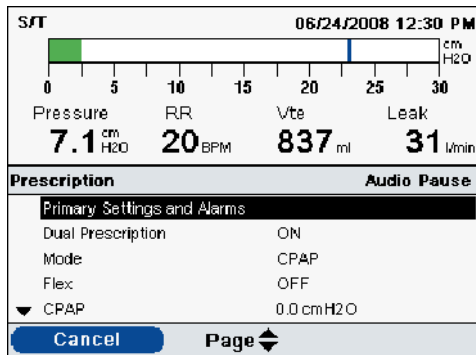 S/T 06/24/2008 12:30 PM
cm
H2O
0 5 10 15 20 25 30
Pressure RR Vte Leak
7.1 cm H2O 20 BPM 837 ml 31 l/min
Prescription Audio Pause
Primary Settings and Alarms
Dual Prescription ON
Mode CPAP
Flex OFF
CPAP 0.0 cmH2O
Cancel Page